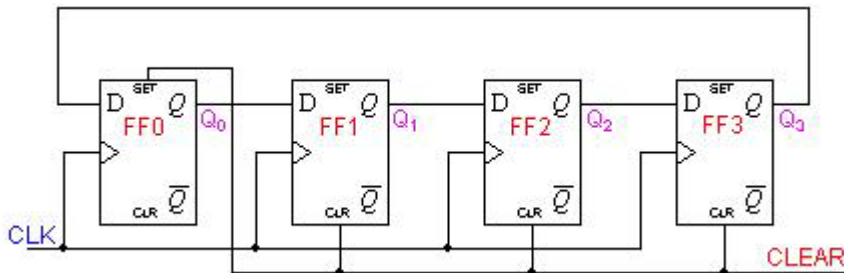 SET
D Q
FF0
Q0
CLR Q
SET
D Q
FF1
Q1
CLR Q
SET
D Q
FF2
Q2
CLR Q
SET
D Q
FF3
Q3
CLR Q
CLK
CLEAR